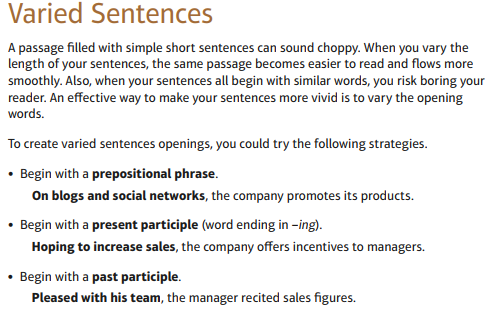 Varied Sentences
A passage filled with simple short sentences can sound choppy. When you vary the
length of your sentences, the same passage becomes easier to read and flows more
smoothly. Also, when your sentences all begin with similar words, you risk boring your
reader. An effective way to make your sentences more vivid is to vary the opening
words.
To create varied sentences openings, you could try the following strategies.
• Begin with a prepositional phrase.
On blogs and social networks, the company promotes its products.
• Begin with a present participle (word ending in –ing).
Hoping to increase sales, the company offers incentives to managers.
• Begin with a past participle.
Pleased with his team, the manager recited sales figures.